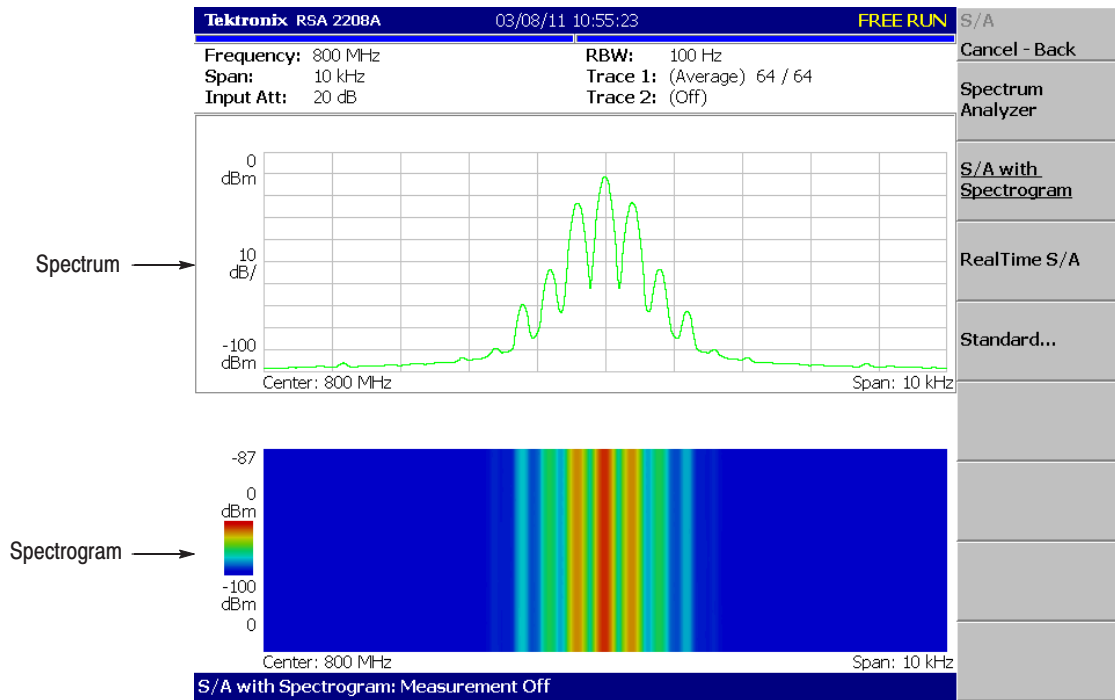 Tektronix RSA 2208A 03/08/11 10:55:23 FREE RUN
Frequency: 800 MHz
Span: 10 kHz
Input Att: 20 dB
RBW: 100 Hz
Trace 1: (Average) 64 / 64
Trace 2: (Off)
S/A
Cancel - Back
Spectrum
Analyzer
S/A with
Spectrogram
RealTime S/A
Standard...
Spectrum
0
dBm
10
dB/
-100
dBm
Center: 800 MHz Span: 10 kHz
Spectrogram
-87
0
dBm
-100
dBm
0
Center: 800 MHz Span: 10 kHz
S/A with Spectrogram: Measurement Off